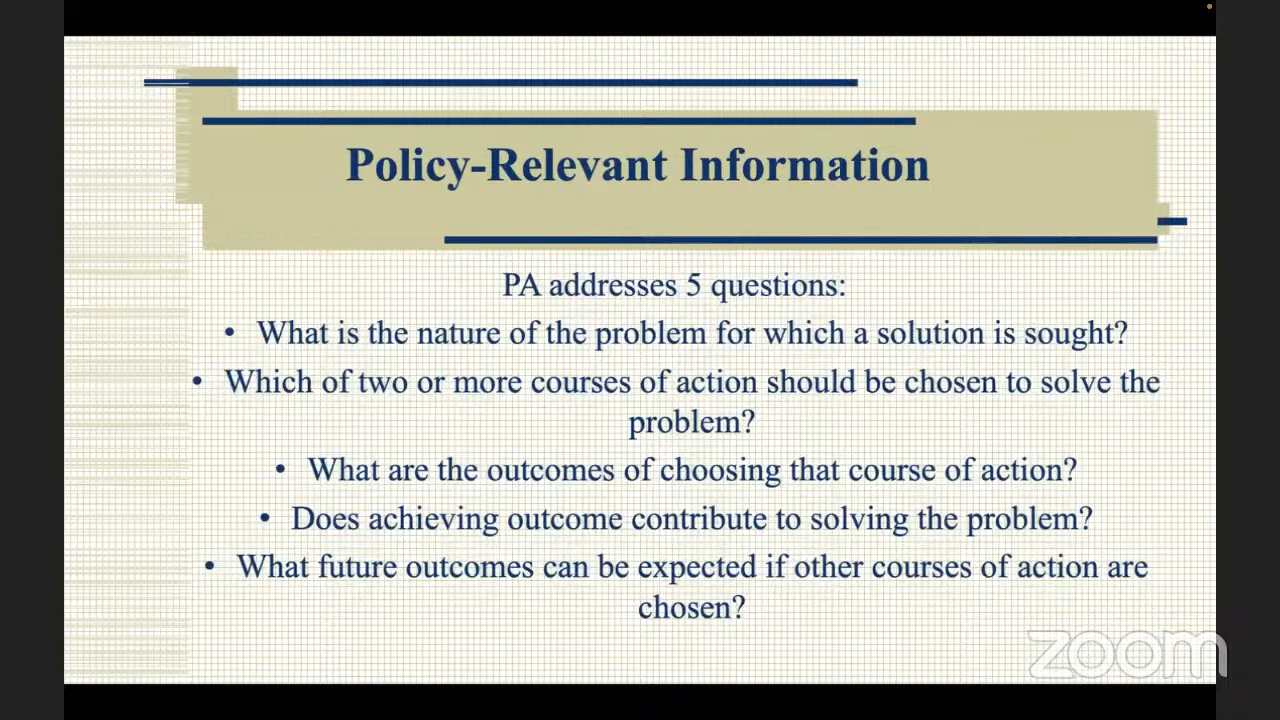 Policy-Relevant Information
PA addresses 5 questions:
• What is the nature of the problem for which a solution is sought?
• Which of two or more courses of action should be chosen to solve the
problem?
• What are the outcomes of choosing that course of action?
• Does achieving outcome contribute to solving the problem?
• What future outcomes can be expected if other courses of action are
chosen?
zoom